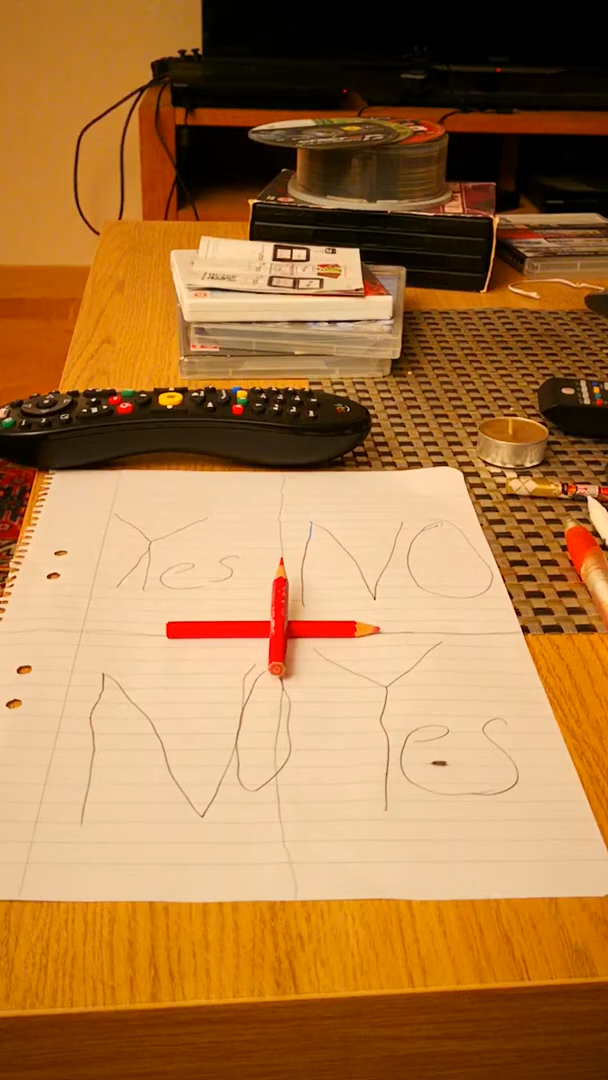 Yes NO
NO Yes